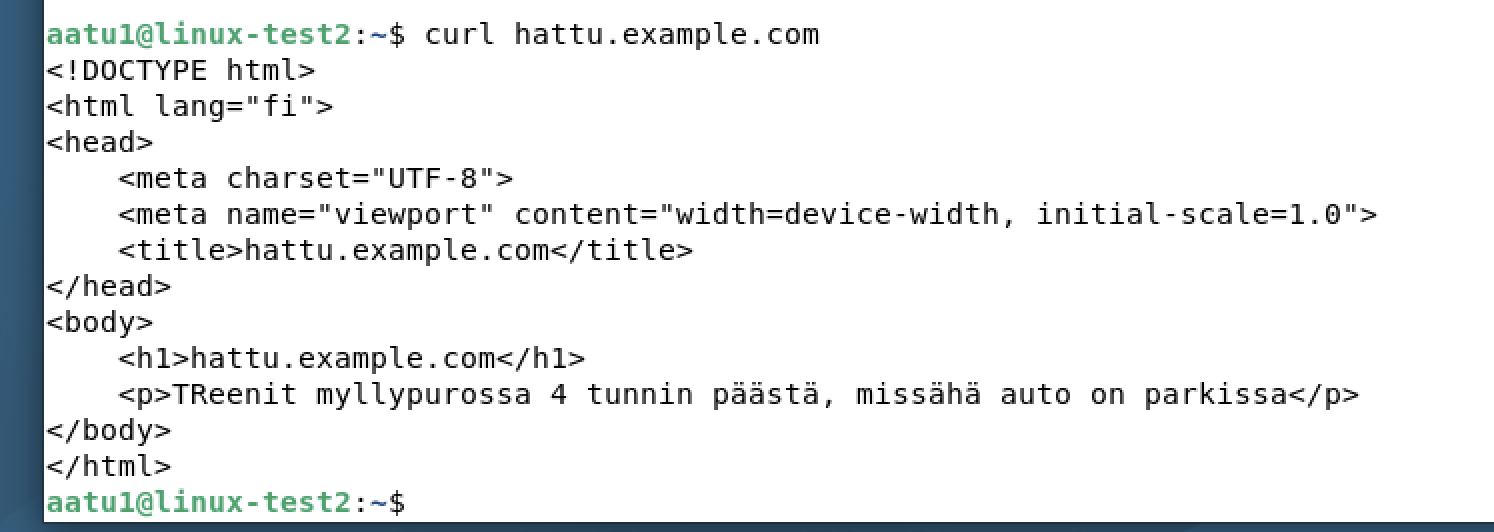 aatu1@linux-test2:~$ curl hattu.example.com
<!DOCTYPE html>
<html lang="fi">
<head>
    <meta charset="UTF-8">
    <meta name="viewport" content="width=device-width, initial-scale=1.0">
    <title>hattu.example.com</title>
</head>
<body>
    <h1>hattu.example.com</h1>
    <p>TReenit myllypurossa 4 tunnin päästä, missähä auto on parkissa</p>
</body>
</html>
aatu1@linux-test2:~$